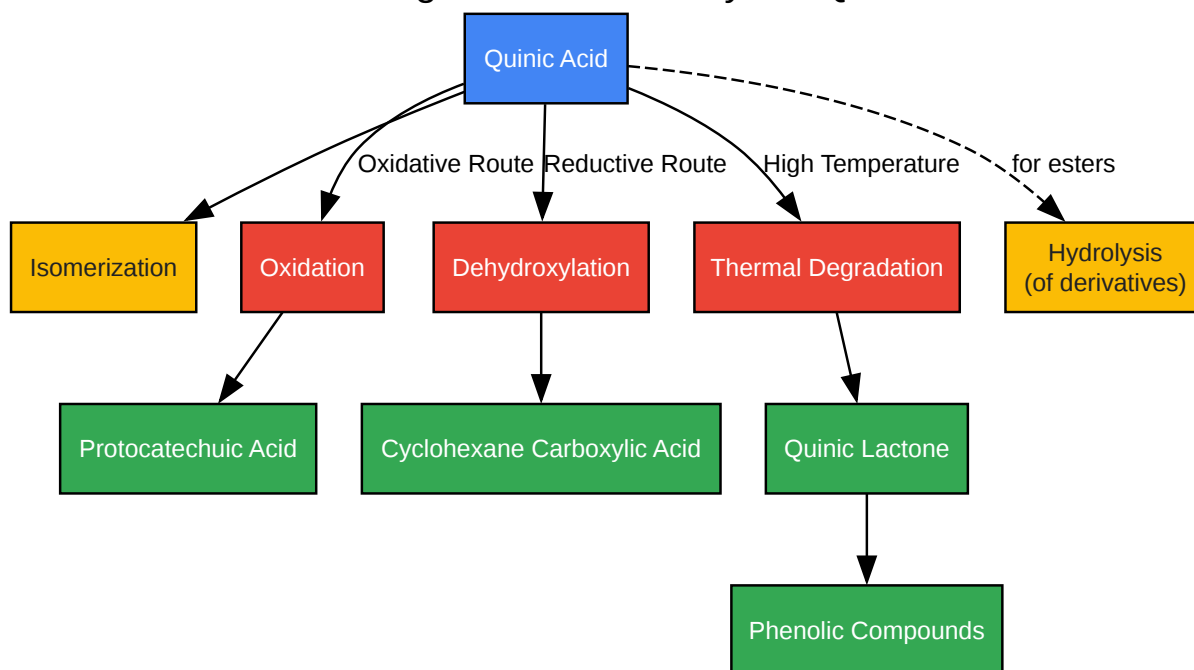 Quinic Acid
Oxidative Route
Reductive Route
High Temperature
for esters
Isomerization
Oxidation
Dehydroxylation
Thermal Degradation
Hydrolysis
(of derivatives)
Protocatechuic Acid
Cyclohexane Carboxylic Acid
Quinic Lactone
Phenolic Compounds